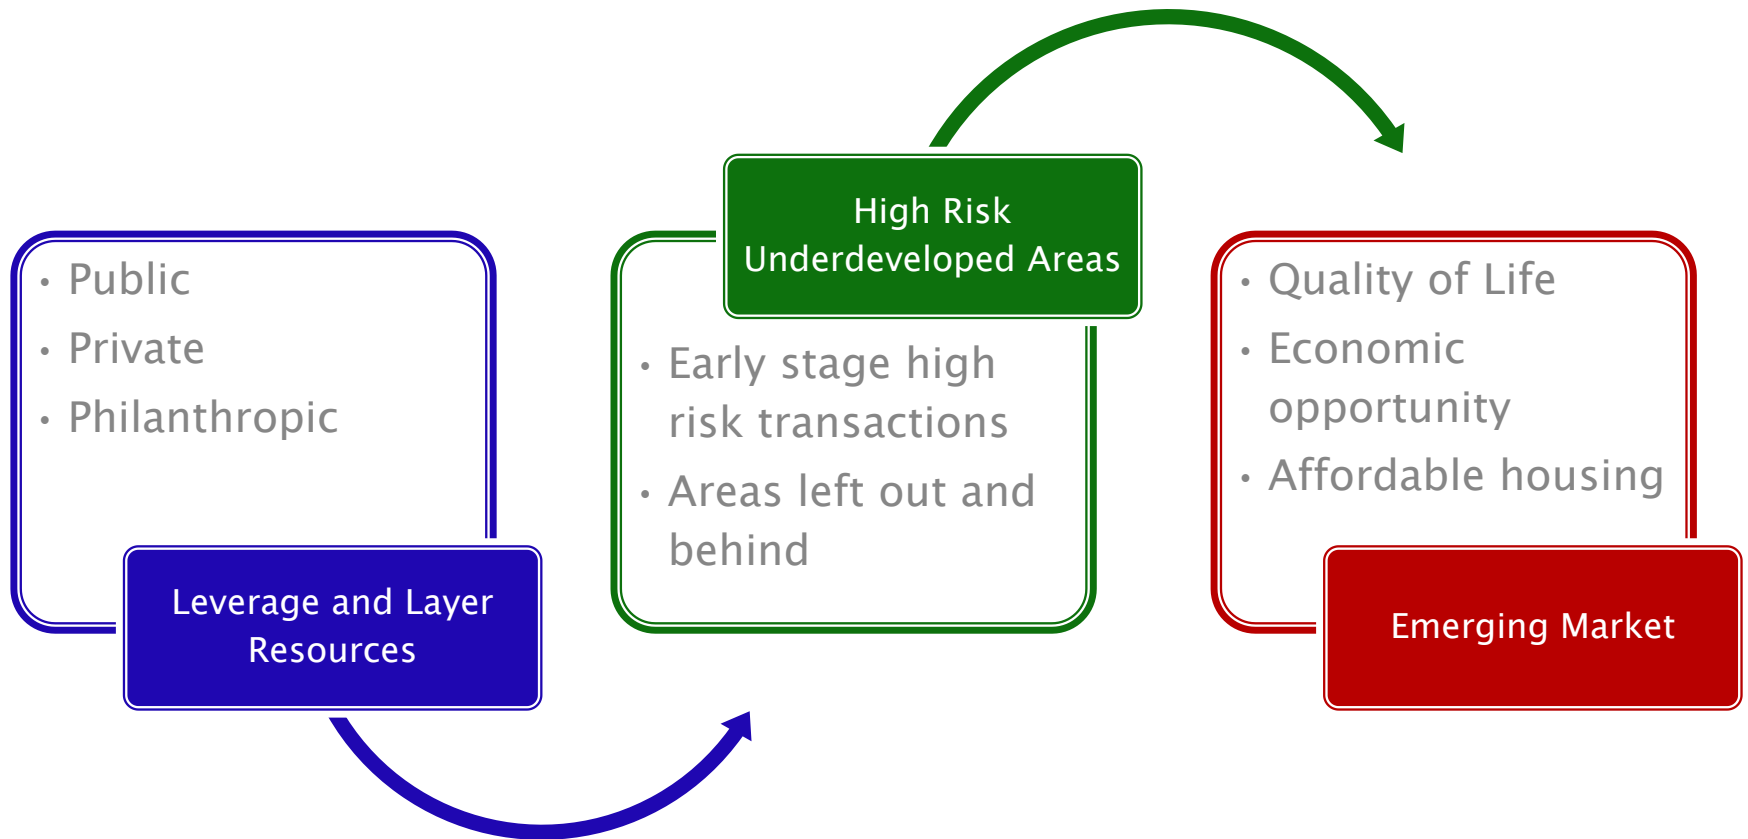 • Public
• Private
• Philanthropic
Leverage and Layer
Resources
High Risk
Underdeveloped Areas
• Early stage high
risk transactions
• Areas left out and
behind
• Quality of Life
• Economic
opportunity
• Affordable housing
Emerging Market